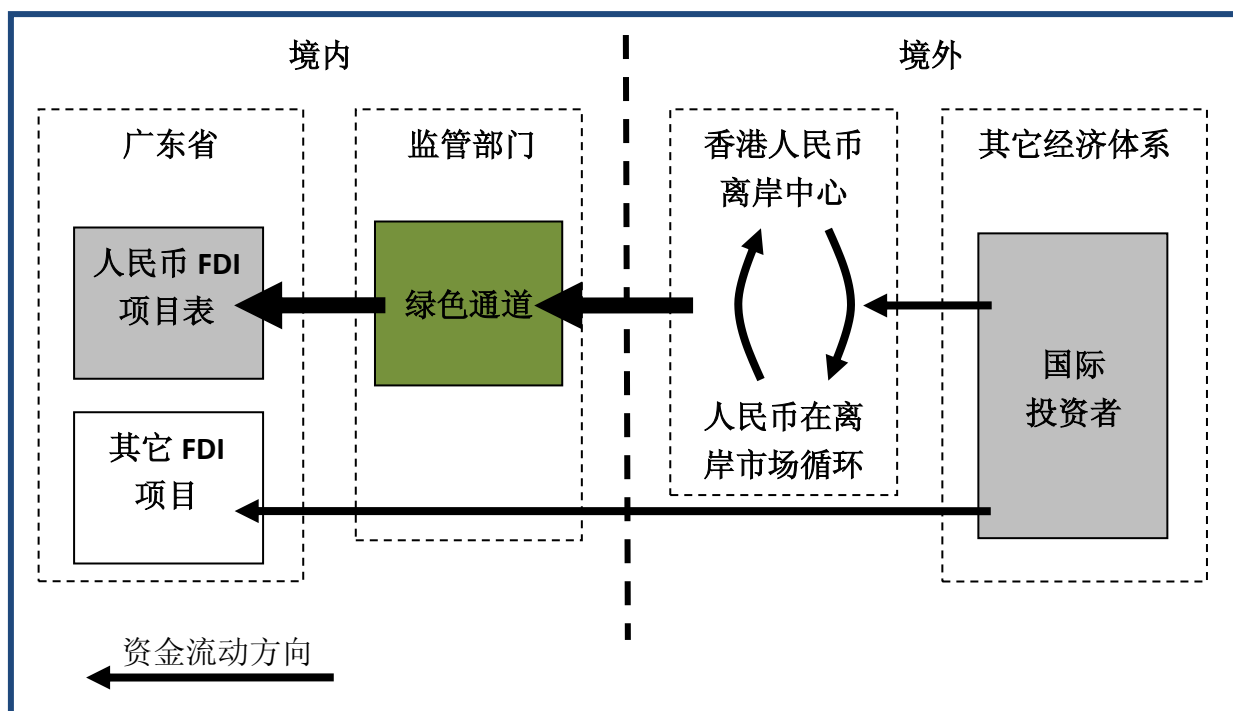 境内
境外
广东省
监管部门
香港人民币
离岸中心
其它经济体系
人民币 FDI
项目表
绿色通道
国际
投资者
人民币在离
岸市场循环
其它 FDI
项目
资金流动方向